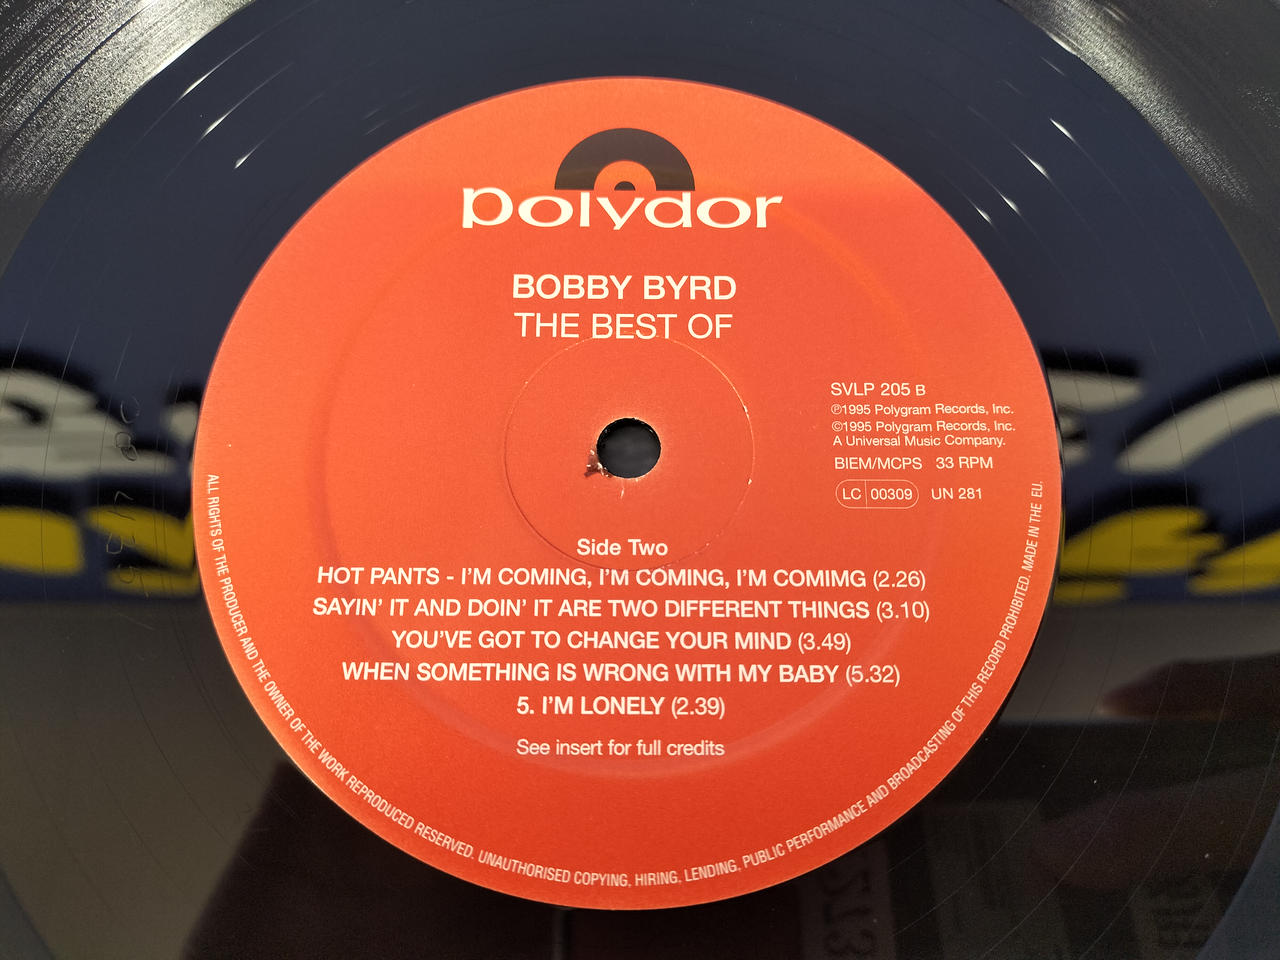 polydor
BOBBY BYRD
THE BEST OF
SVLP 205 B
℗1995 Polygram Records, Inc.
©1995 Polygram Records, Inc.
A Universal Music Company.
BIEM/MCPS 33 RPM
LC 00309 UN 281
Side Two
HOT PANTS - I'M COMING, I'M COMING, I'M COMIMG (2.26)
SAYIN' IT AND DOIN' IT ARE TWO DIFFERENT THINGS (3.10)
YOU'VE GOT TO CHANGE YOUR MIND (3.49)
WHEN SOMETHING IS WRONG WITH MY BABY (5.32)
5. I'M LONELY (2.39)
See insert for full credits
ALL RIGHTS OF THE PRODUCER AND THE OWNER OF THE WORK REPRODUCED RESERVED. UNAUTHORISED COPYING, HIRING, LENDING, PUBLIC PERFORMANCE AND BROADCASTING OF THIS RECORD PROHIBITED. MADE IN THE EU.